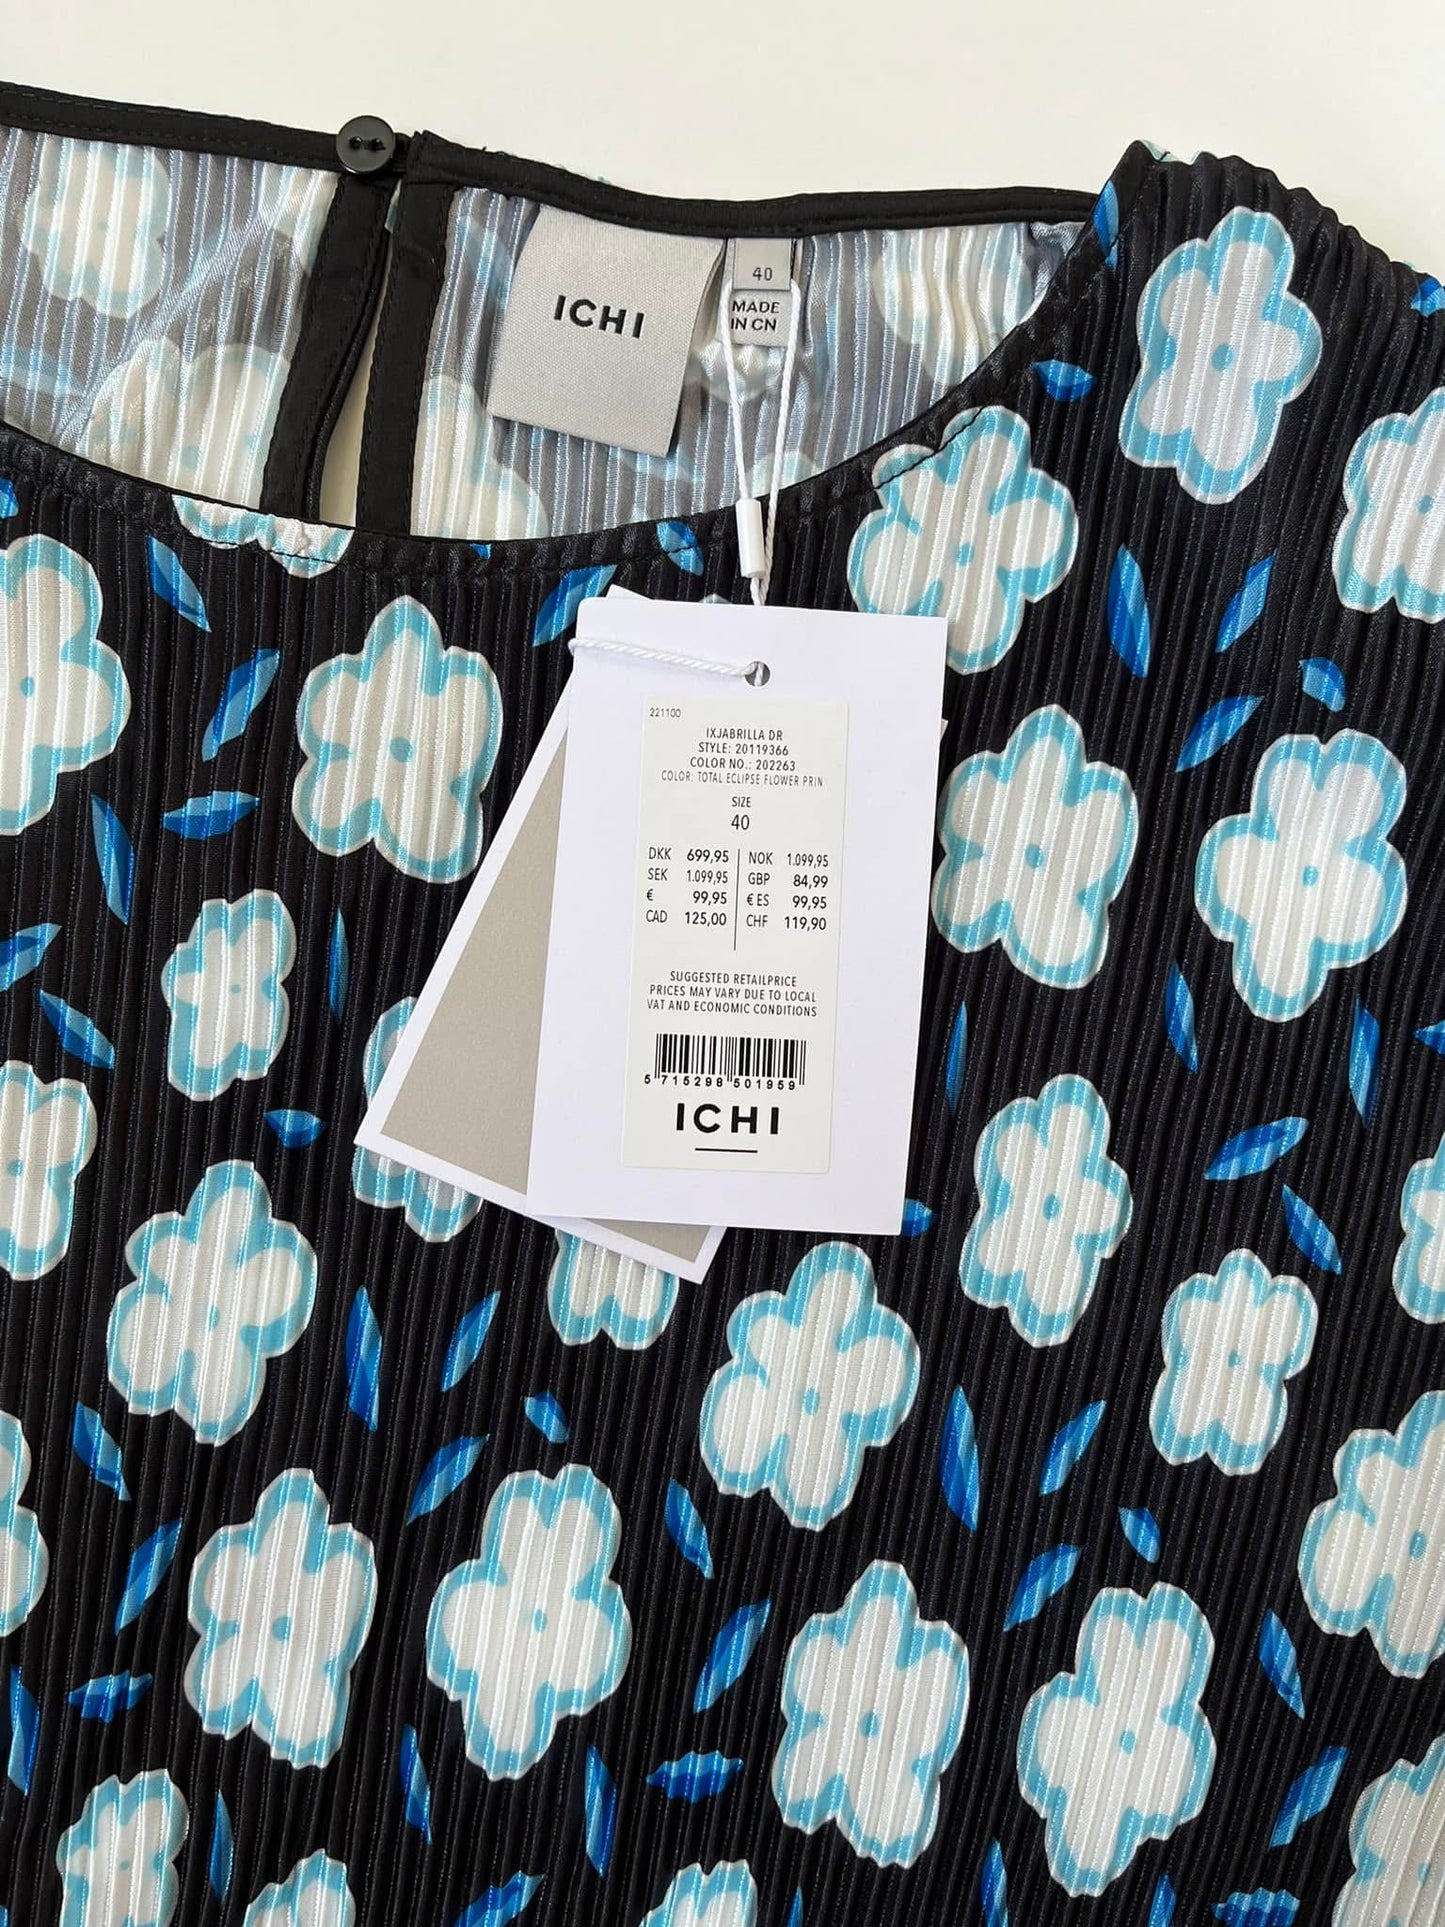 ICHI
40
MADE
IN CN
221100
IXJABRILLA DR
STYLE: 20119366
COLOR NO.: 202263
COLOR: TOTAL ECLIPSE FLOWER PRIN
SIZE
40
DKK 699,95 NOK 1.099,95
SEK 1.099,95 GBP 84,99
€ 99,95 € ES 99,95
CAD 125,00 CHF 119,90
SUGGESTED RETAILPRICE
PRICES MAY VARY DUE TO LOCAL
VAT AND ECONOMIC CONDITIONS
5 715298 501959
ICHI